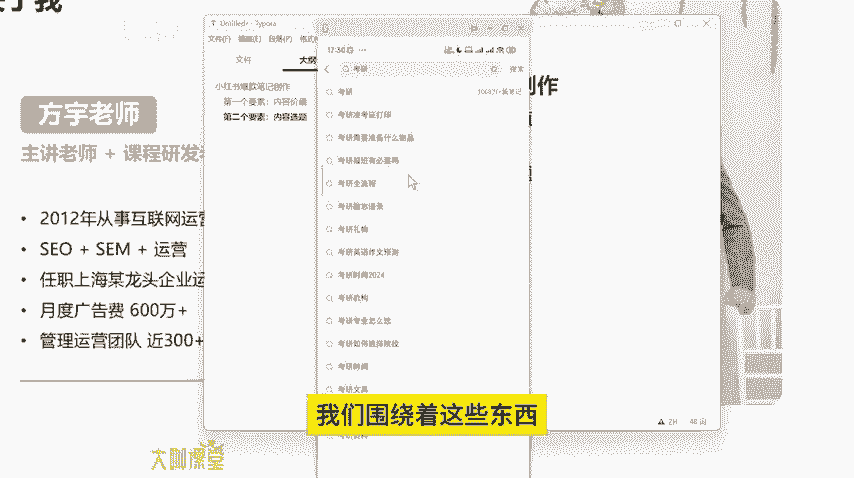 方宇老师
主讲老师 + 课程研发
• 2012年从事互联网运营
• SEO + SEM + 运营
• 任职上海某龙头企业运
• 月度广告费 600万+
• 管理运营团队 近300+
Untitled - Typora
文件(F) 编辑(E) 段落(P)
文件
大纲
小红书爆款笔记创作
第一个要素：内容价值
第二个要素：内容选题
创作
17:30
考研
搜索
考研
考研准考证打印
考研需要准备什么物品
考研报班有必要吗
考研全流程
考研励志语录
考研礼物
考研英语作文预测
考研时间2024
考研机构
考研专业怎么选
考研如何选择院校
考研时间
考研文具
我们围绕着这些东西
ZH
48 词